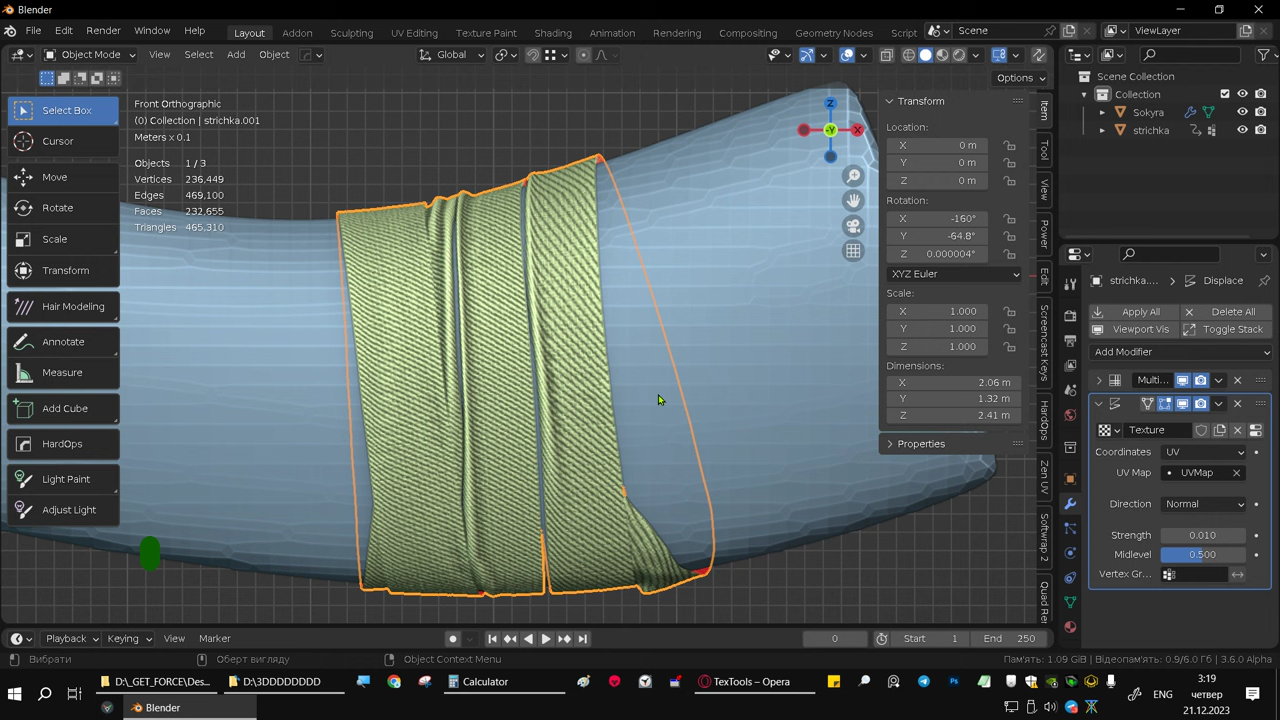 Blender
File Edit Render Window Help Layout Addon Sculpting UV Editing Texture Paint Shading Animation Rendering Compositing Geometry Nodes Script Scene ViewLayer
Object Mode View Select Add Object Global
Options
Select Box
Cursor
Move
Rotate
Scale
Transform
Hair Modeling
Annotate
Measure
Add Cube
HardOps
Light Paint
Adjust Light
Front Orthographic
(0) Collection | strichka.001
Meters x 0.1
Objects 1 / 3
Vertices 236,449
Edges 469,100
Faces 232,655
Triangles 465,310
Z
X
-Y
Transform
Location:
X 0 m
Y 0 m
Z 0 m
Rotation:
X -160°
Y -64.8°
Z 0.000004°
XYZ Euler
Scale:
X 1.000
Y 1.000
Z 1.000
Dimensions:
X 2.06 m
Y 1.32 m
Z 2.41 m
Properties
Item
Tool
View
Power
Edit
Screencast Keys
HardOps
Zen UV
Softwrap 2
Quad Re
Scene Collection
Collection
Sokyra
strichka
strichka.... Displace
Apply All Delete All
Viewport Vis Toggle Stack
Add Modifier
Multi...
Texture
Coordinates UV
UV Map UVMap
Direction Normal
Strength 0.010
Midlevel 0.500
Vertex Gr...
Playback Keying View Marker 0 Start 1 End 250
Вибрати Оберт вигляду Object Context Menu Пам'ять: 1.09 GiB | Відеопам'ять: 0.9/6.0 Гб | 3.6.0 Alpha
D:\_GET_FORCE\Des... D:\3DDDDDDDD Calculator TexTools – Opera
Blender
ENG
3:19
четвер
21.12.2023